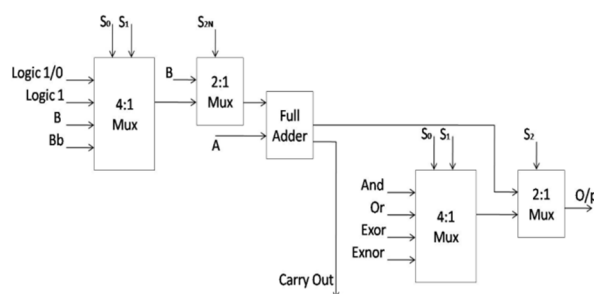 S0 S1
S2N
Logic 1/0
Logic 1
B
Bb
4:1
Mux
B
2:1
Mux
A
Full
Adder
S0 S1
S2
And
Or
Exor
Exnor
4:1
Mux
2:1
Mux
O/p
Carry Out